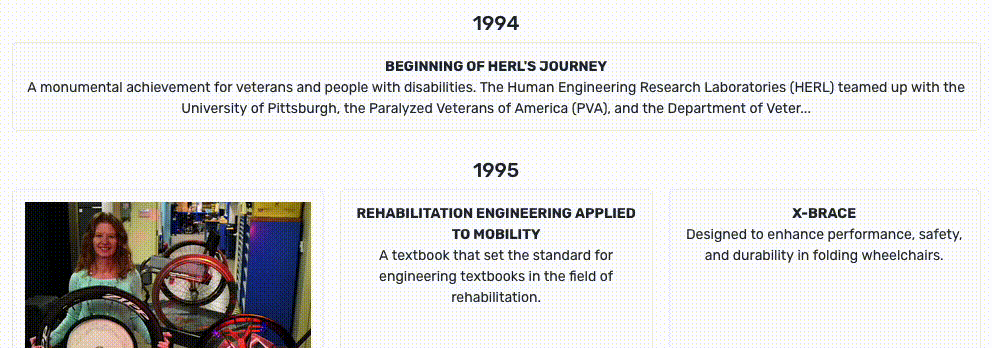 1994
BEGINNING OF HERL'S JOURNEY
A monumental achievement for veterans and people with disabilities. The Human Engineering Research Laboratories (HERL) teamed up with the
University of Pittsburgh, the Paralyzed Veterans of America (PVA), and the Department of Veter...
1995
REHABILITATION ENGINEERING APPLIED
TO MOBILITY
A textbook that set the standard for
engineering textbooks in the field of
rehabilitation.
X-BRACE
Designed to enhance performance, safety,
and durability in folding wheelchairs.